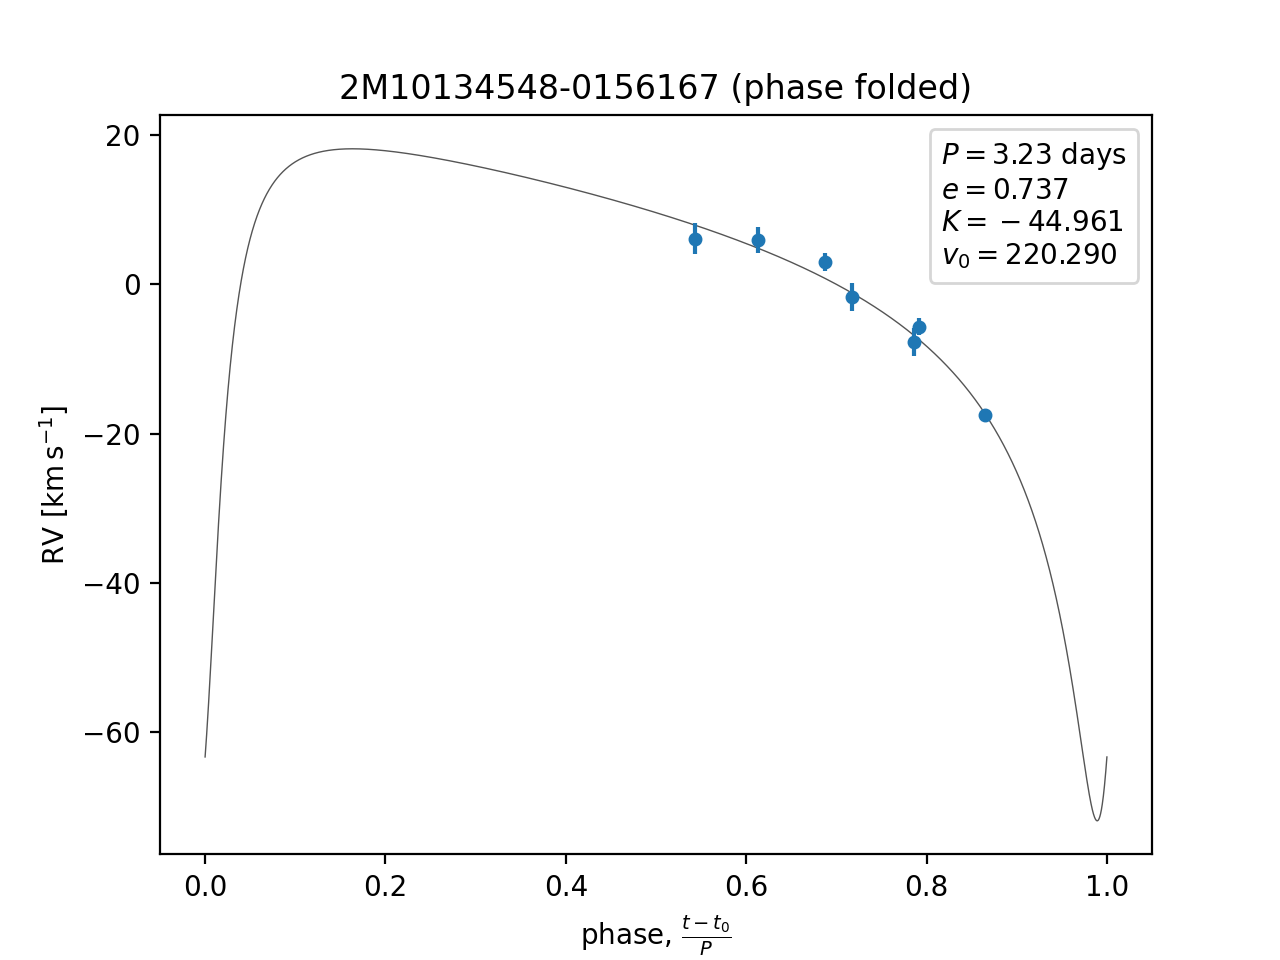 2M10134548-0156167 (phase folded)
20
0
−20
−40
−60
RV [km s⁻¹]
P = 3.23 days
e = 0.737
K = −44.961
v₀ = 220.290
0.0 0.2 0.4 0.6 0.8 1.0
phase, (t − t₀)/P